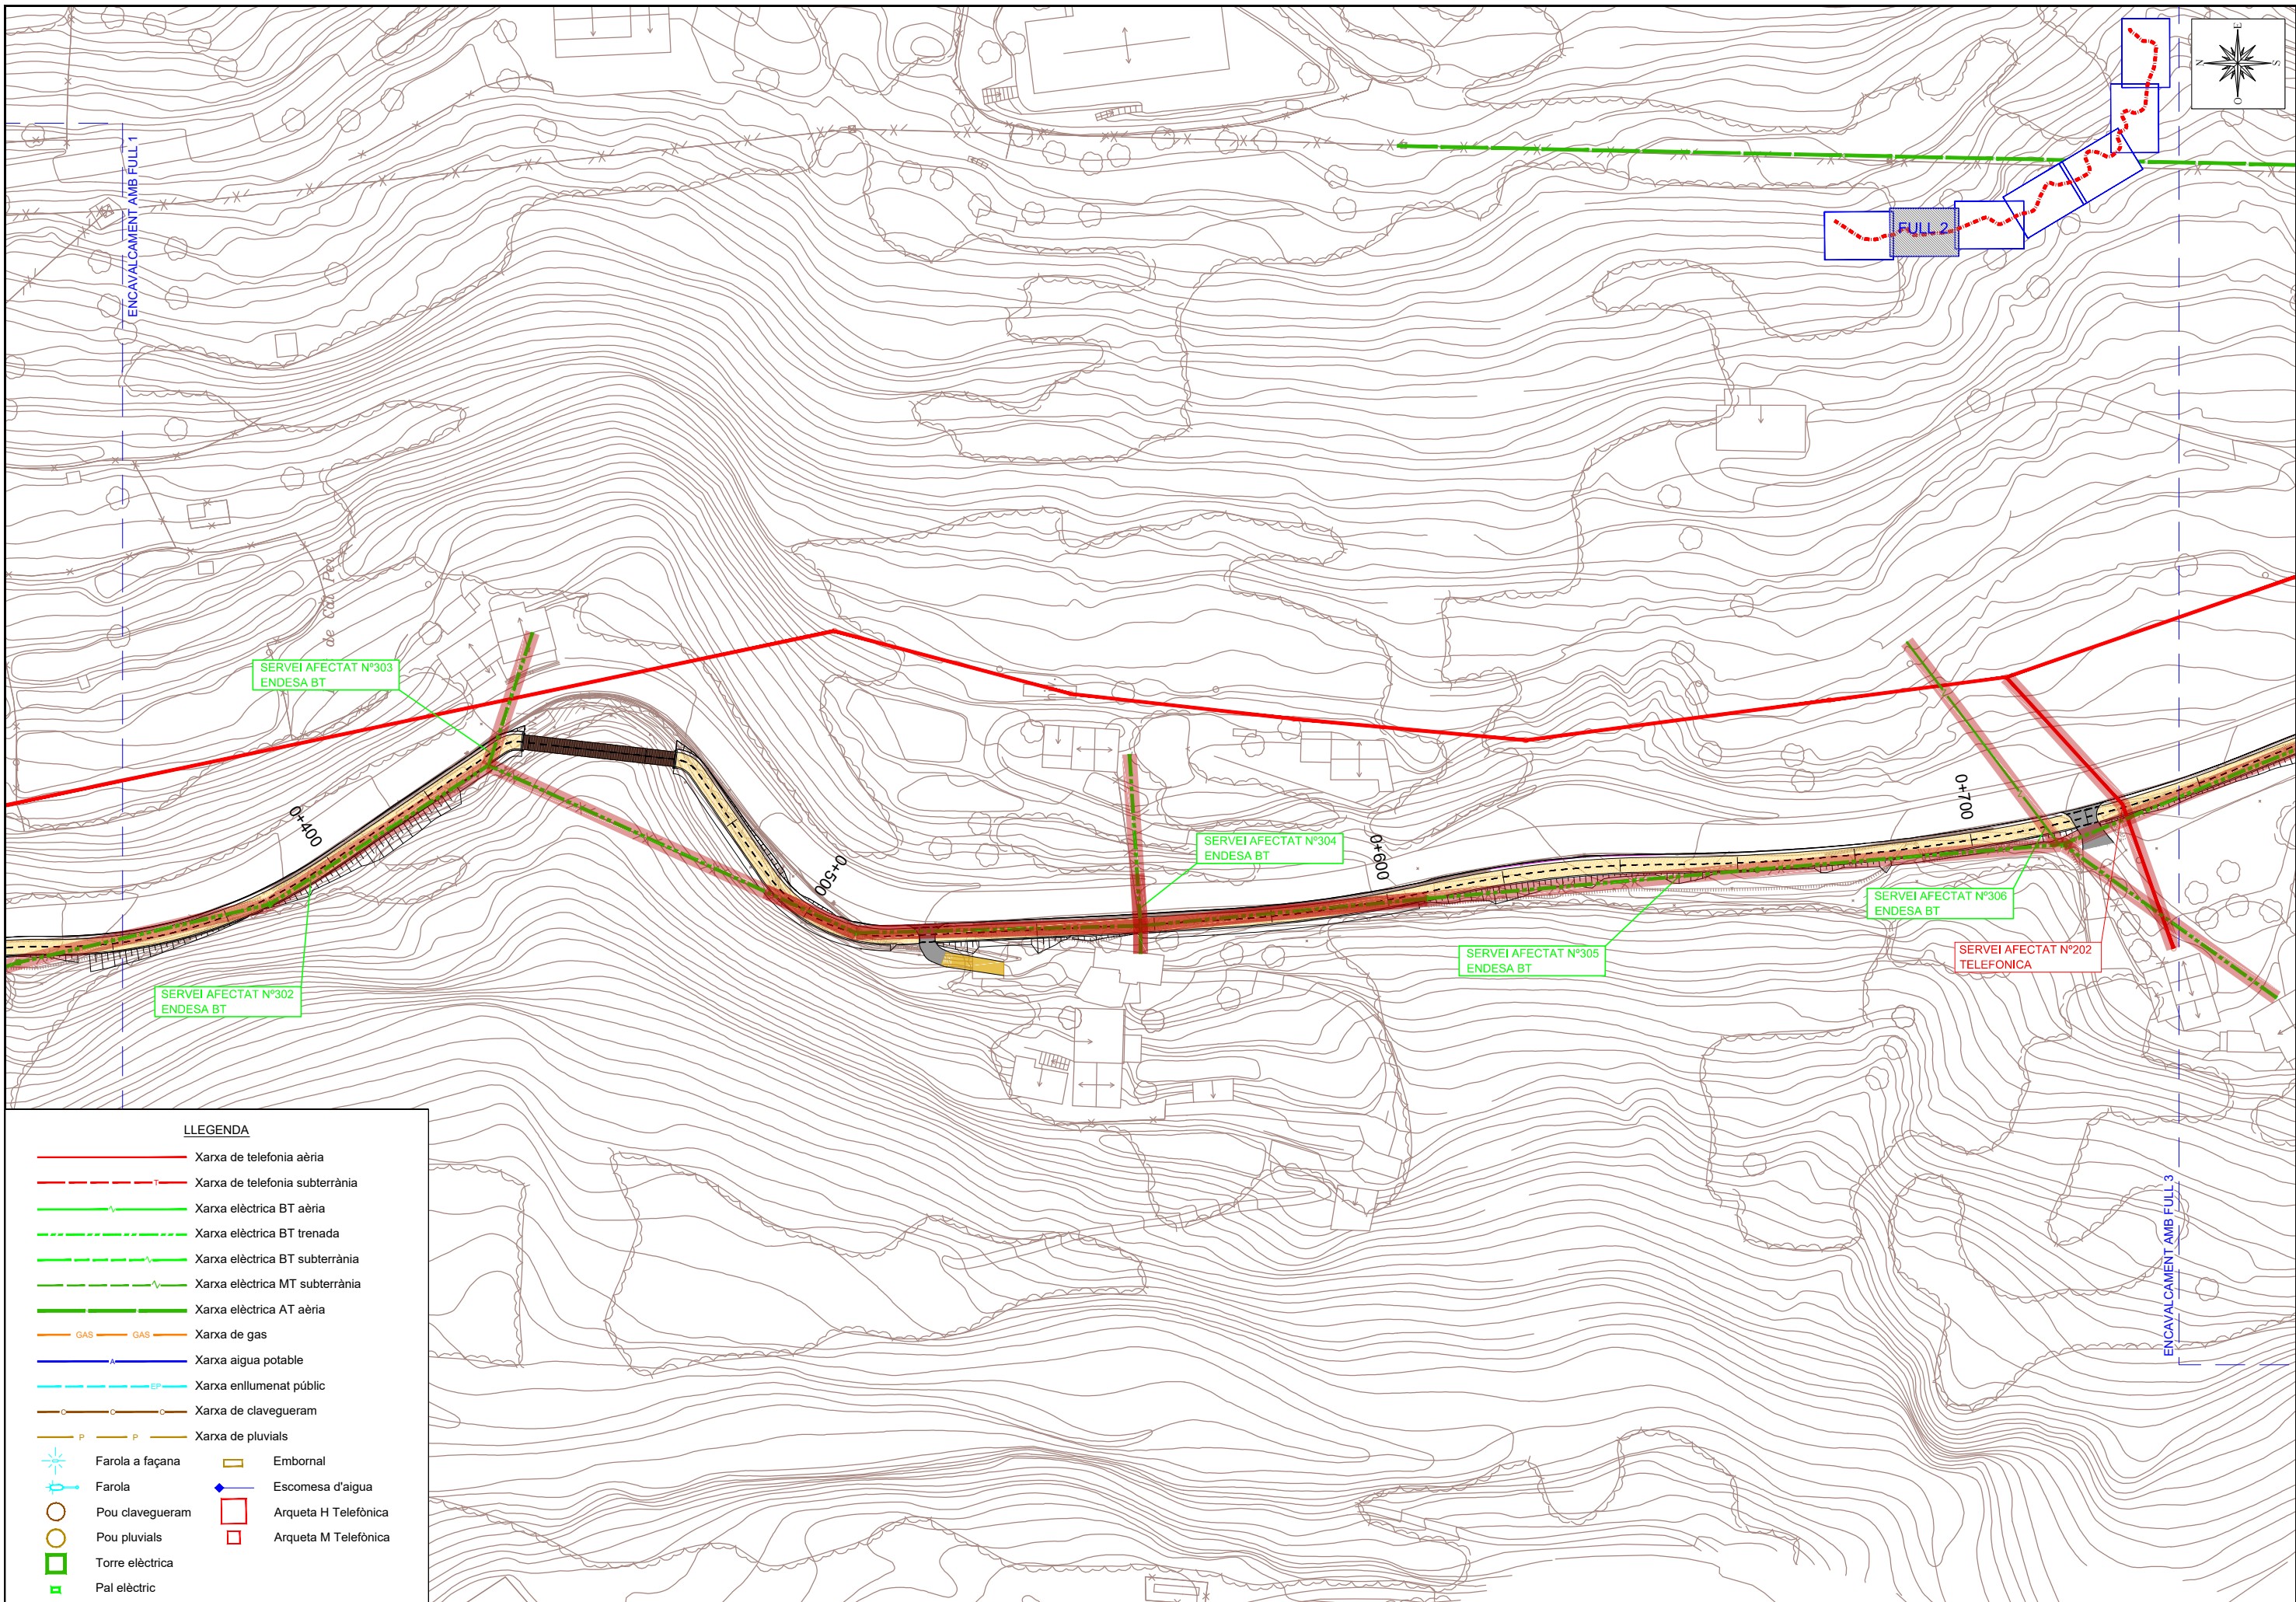 E
N
S
O
ENCAVALCAMENT AMB FULL 1
FULL 2
de can Pi
SERVEI AFECTAT Nº303
ENDESA BT
0+400
0+500
SERVEI AFECTAT Nº304
ENDESA BT
0+600
0+700
SERVEI AFECTAT Nº306
ENDESA BT
SERVEI AFECTAT Nº305
ENDESA BT
SERVEI AFECTAT Nº202
TELEFONICA
SERVEI AFECTAT Nº302
ENDESA BT
ENCAVALCAMENT AMB FULL 3
LLEGENDA
Xarxa de telefonia aèria
T Xarxa de telefonia subterrània
Xarxa elèctrica BT aèria
Xarxa elèctrica BT trenada
Xarxa elèctrica BT subterrània
Xarxa elèctrica MT subterrània
Xarxa elèctrica AT aèria
GAS GAS Xarxa de gas
A Xarxa aigua potable
EP Xarxa enllumenat públic
C C C Xarxa de clavegueram
P P Xarxa de pluvials
Farola a façana Embornal
Farola Escomesa d'aigua
Pou clavegueram Arqueta H Telefònica
Pou pluvials Arqueta M Telefònica
Torre elèctrica
Pal elèctric